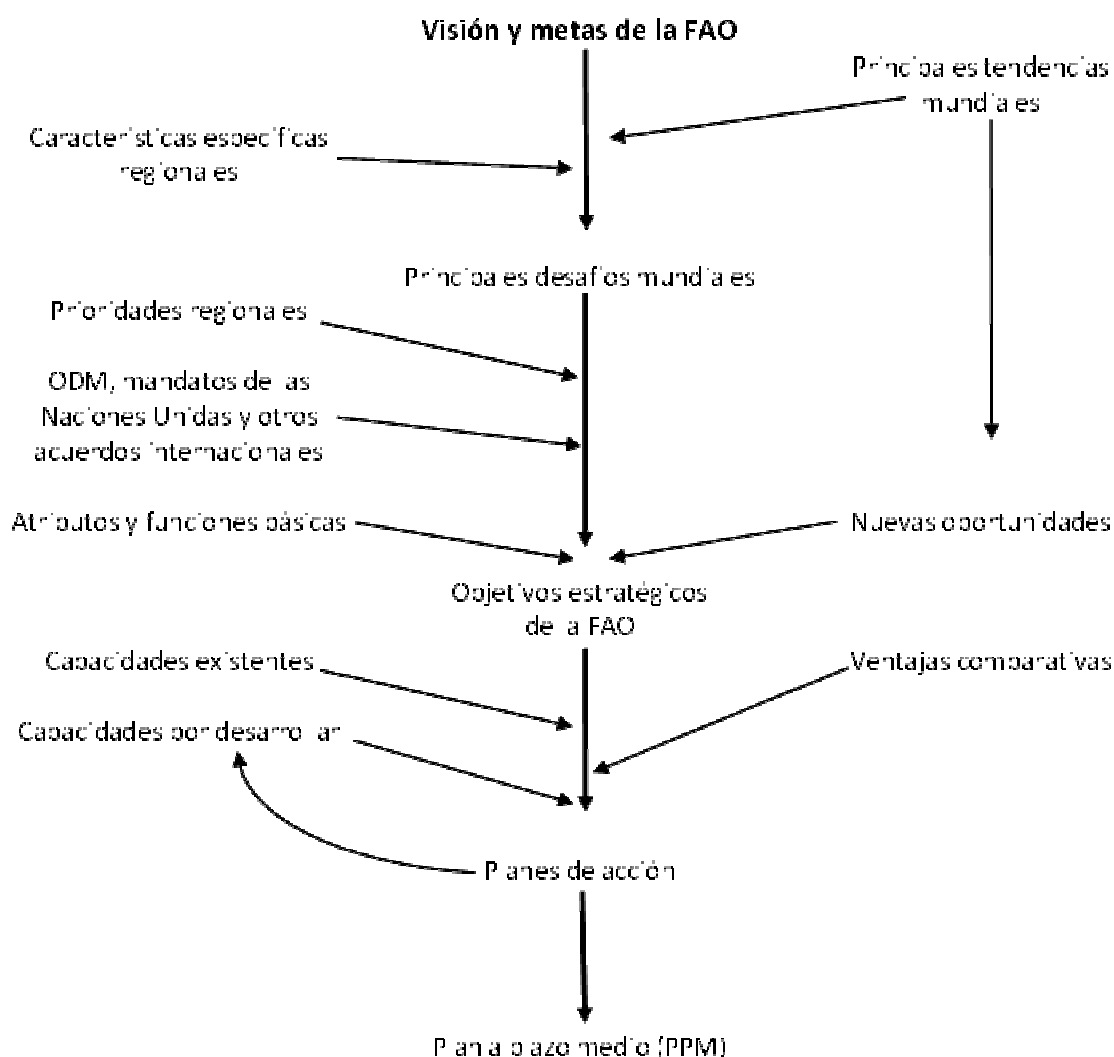 Visión y metas de la FAO
Principales tendencias
mundiales
Características específicas
regionales
Principales desafíos mundiales
Prioridades regionales
ODM, mandatos de las
Naciones Unidas y otros
acuerdos internacionales
Atributos y funciones básicas
Nuevas oportunidades
Objetivos estratégicos
de la FAO
Capacidades existentes
Ventajas comparativas
Capacidades por desarrollar
Planes de acción
Plan a plazo medio (PPM)